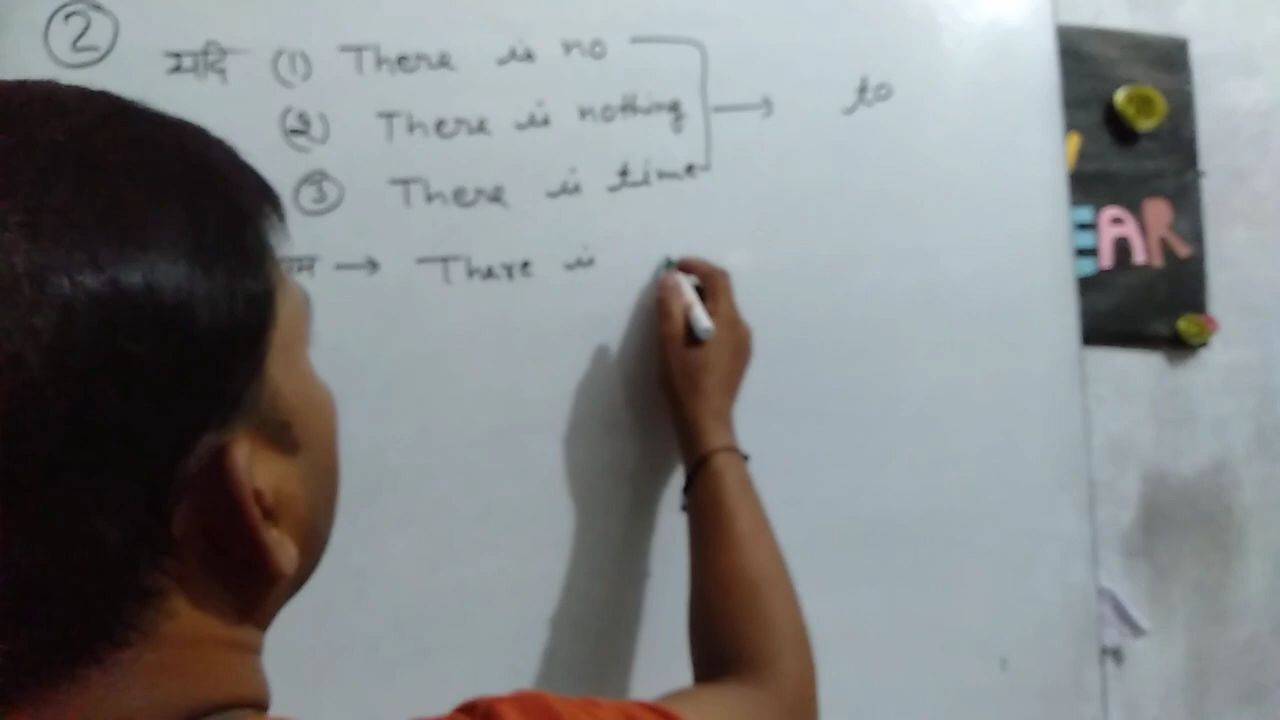 2
यदि (1) There is no
(2) There is nothing → to
3 There is time
→ There is
EAR